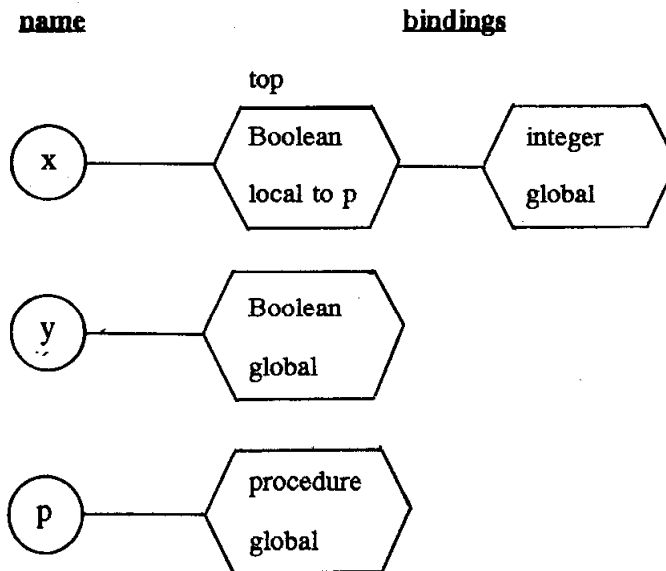 name bindings
top
x Boolean integer
local to p global
y Boolean
global
p procedure
global